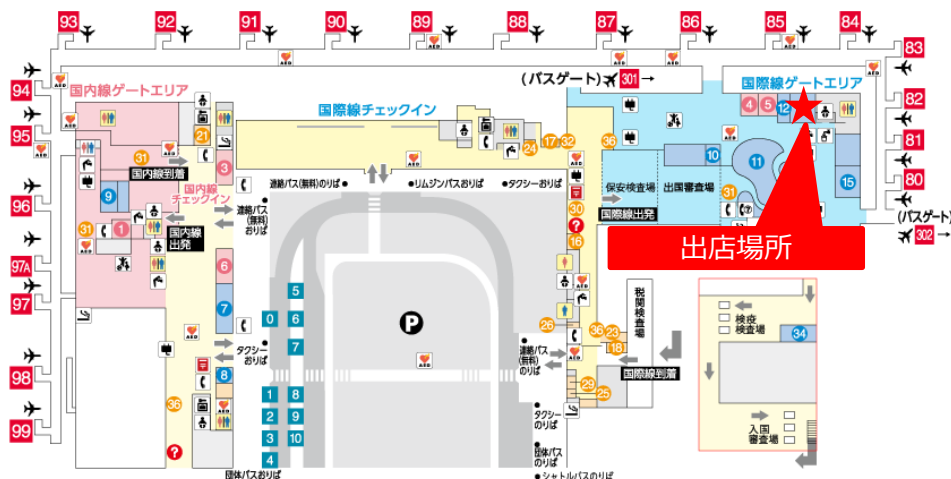 93
92
91
90
89
88
87
86
85
84
83
94
82
95
81
96
80
97A
97
98
99
(バスゲート) 301 →
(バスゲート)
302 →
国内線ゲートエリア
国際線チェックイン
国際線ゲートエリア
AED
21
3
31
国内線到着
国内線
チェックイン
9
31
1
国内線
出発
6
7
8
36
?
24
17
32
36
4
5
12
10
11
15
31
連絡バス(無料)のりば
リムジンバスおりば
タクシーおりば
連絡バス
(無料)
おりば
保安検査場
出国審査場
国際線出発
30
?
16
出店場所
0
5
6
7
P
タクシー
おりば
26
36
23
18
税関検査場
国際線到着
連絡バス
(無料)
のりば
29
25
1
2
3
4
8
9
10
タクシー
のりば
団体バス
のりば
団体バスおりば
シャトルバスのりば
検疫
検査場
34
入国
審査場